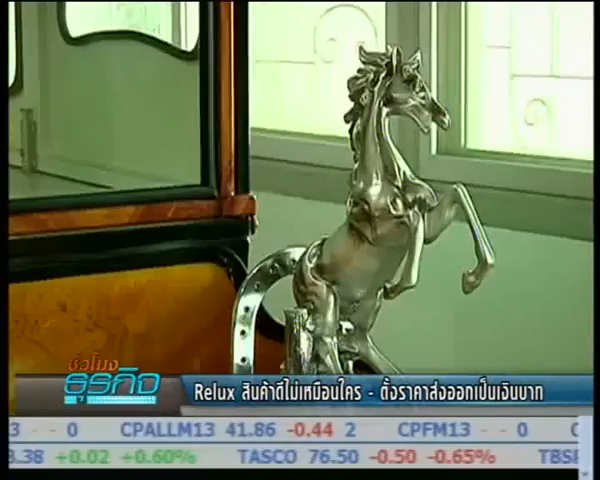 ชั่วโมง
ธุรกิจ
Relux สินค้าดีไม่เหมือนใคร - ตั้งราคาส่งออกเป็นเงินบาท
3 - - 0 CPALLM13 41.86 -0.44 2 CPFM13 - - 0
3.38 +0.02 +0.60% TASCO 76.50 -0.50 -0.65%